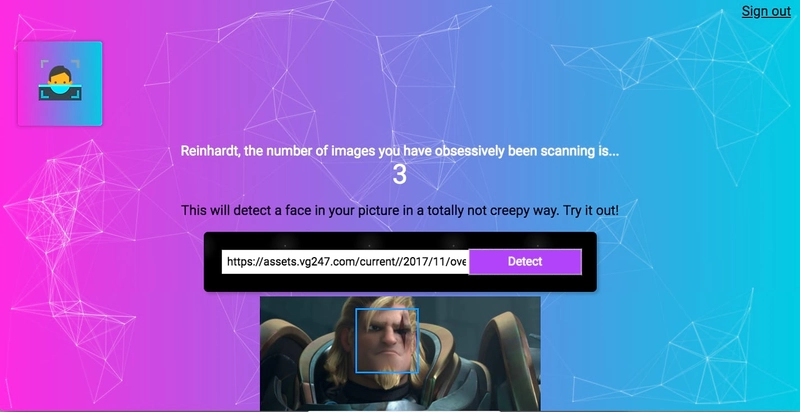 Sign out
Reinhardt, the number of images you have obsessively been scanning is...
3
This will detect a face in your picture in a totally not creepy way. Try it out!
https://assets.vg247.com/current//2017/11/ove Detect